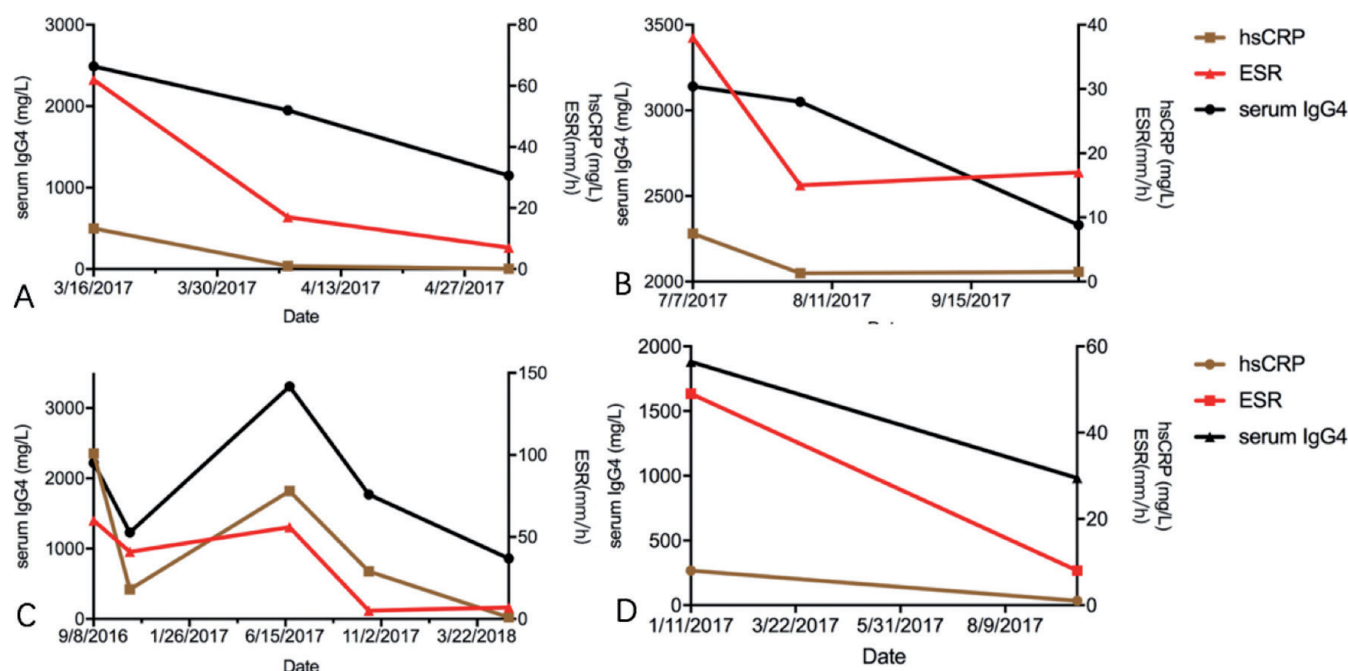 3000
2000
1000
0
serum IgG4 (mg/L)
80
60
40
20
0
hsCRP (mg/L)
ESR(mm/h)
3/16/2017 3/30/2017 4/13/2017 4/27/2017
Date
A
3500
3000
2500
2000
serum IgG4 (mg/L)
40
30
20
10
0
hsCRP (mg/L)
ESR(mm/h)
7/7/2017 8/11/2017 9/15/2017
B
hsCRP
ESR
serum IgG4
3000
2000
1000
0
serum IgG4 (mg/L)
150
100
50
0
ESR(mm/h)
9/8/2016 1/26/2017 6/15/2017 11/2/2017 3/22/2018
Date
C
2000
1500
1000
500
0
serum IgG4 (mg/L)
60
40
20
0
hsCRP (mg/L)
ESR(mm/h)
1/11/2017 3/22/2017 5/31/2017 8/9/2017
Date
D
hsCRP
ESR
serum IgG4